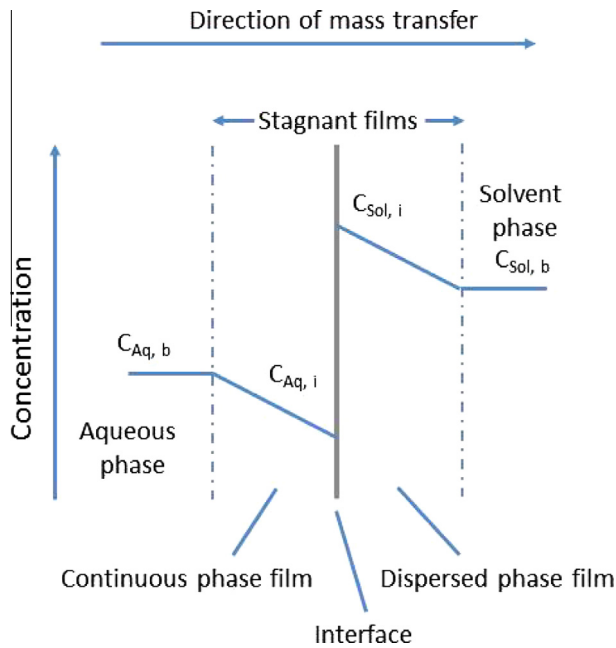 Direction of mass transfer
Stagnant films
C_Sol, i
Solvent
phase
C_Sol, b
Concentration
C_Aq, b
C_Aq, i
Aqueous
phase
Continuous phase film
Dispersed phase film
Interface